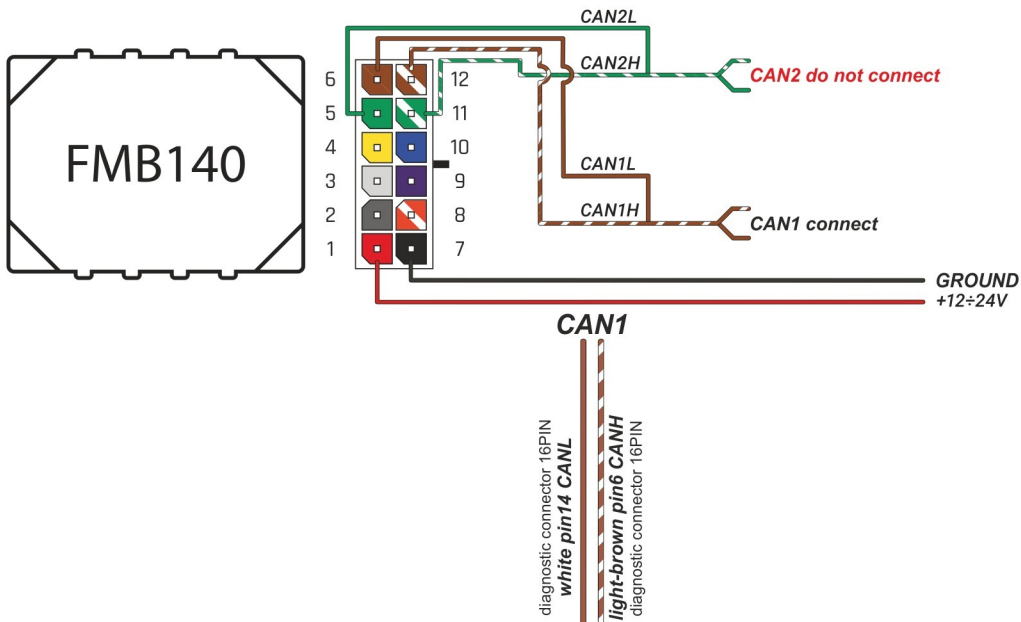 FMB140
6
5
4
3
2
1
12
11
10
9
8
7
CAN2L
CAN2H
CAN2 do not connect
CAN1L
CAN1H
CAN1 connect
GROUND
+12÷24V
CAN1
diagnostic connector 16PIN
white pin14 CANL
light-brown pin6 CANH
diagnostic connector 16PIN